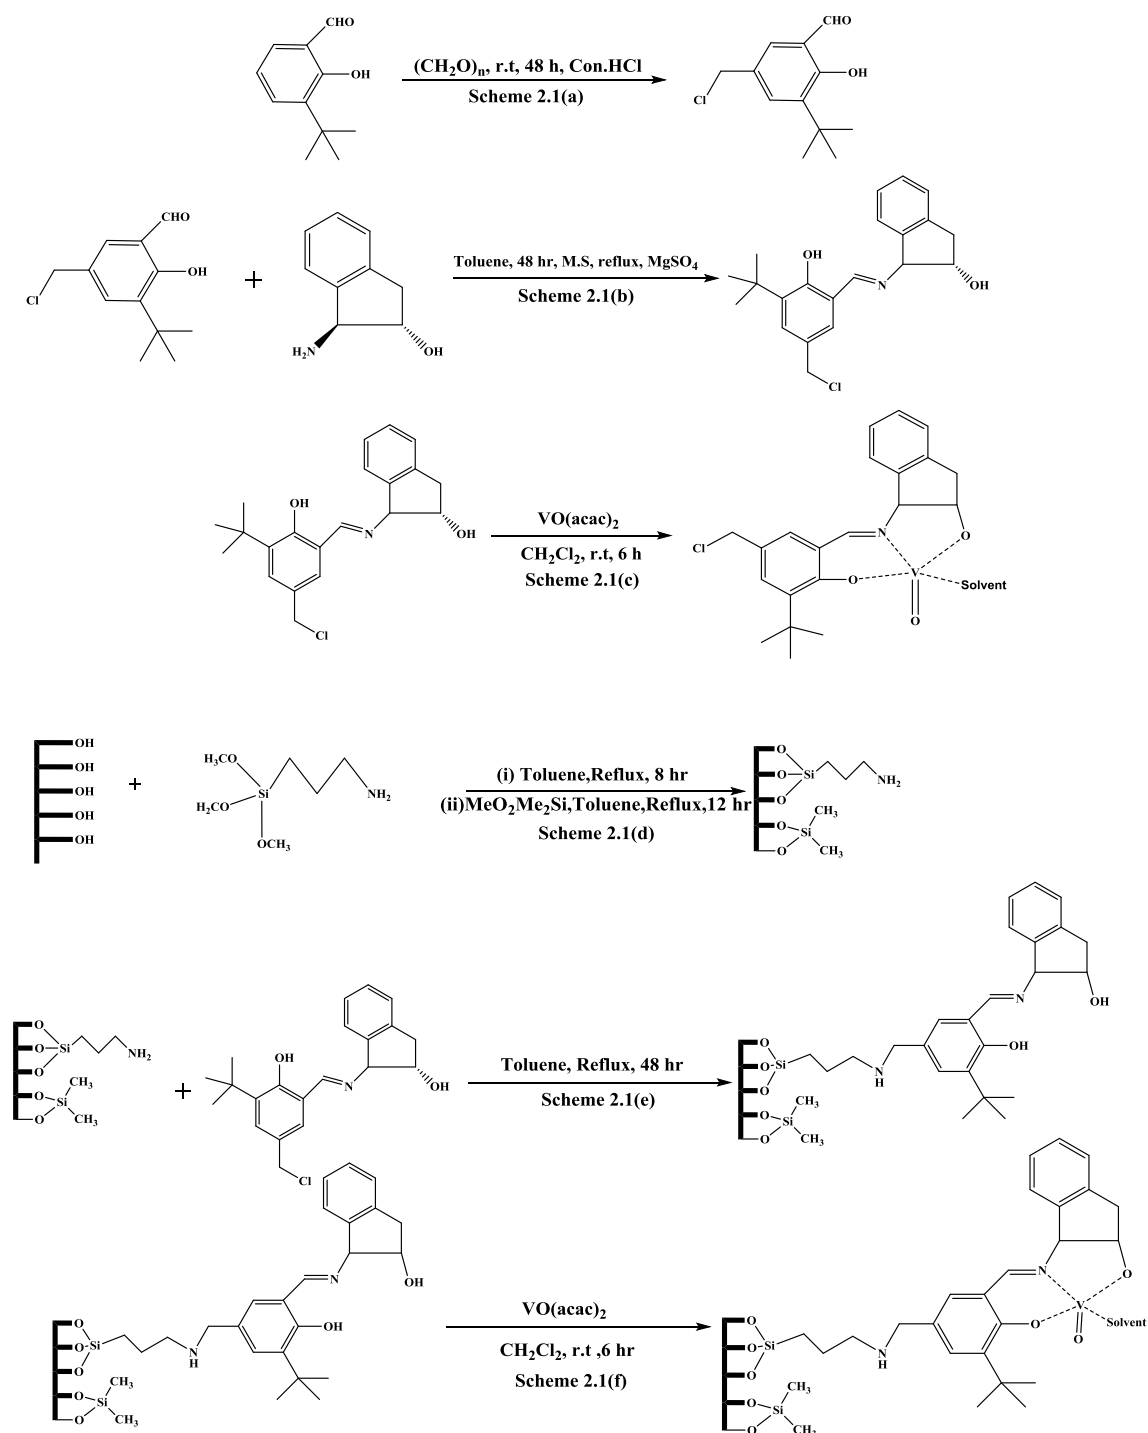 CHO
OH
(CH2O)n, r.t, 48 h, Con.HCl
Scheme 2.1(a)
CHO
OH
Cl
CHO
OH
Cl
+
H2N
OH
Toluene, 48 hr, M.S, reflux, MgSO4
Scheme 2.1(b)
OH
N
OH
Cl
OH
N
OH
Cl
VO(acac)2
CH2Cl2, r.t, 6 h
Scheme 2.1(c)
Cl
N
O
O
V
Solvent
O
OH
OH
OH
OH
OH
+
H3CO
H2CO
Si
OCH3
NH2
(i) Toluene,Reflux, 8 hr
(ii)MeO2Me2Si,Toluene,Reflux,12 hr
Scheme 2.1(d)
O
O
O
Si
NH2
O
O
Si
CH3
CH3
O
O
O
Si
NH2
O
O
Si
CH3
CH3
+
OH
N
OH
Cl
Toluene, Reflux, 48 hr
Scheme 2.1(e)
O
O
O
Si
N
H
O
O
Si
CH3
CH3
N
OH
OH
O
O
O
Si
N
H
O
O
Si
CH3
CH3
N
OH
OH
VO(acac)2
CH2Cl2, r.t ,6 hr
Scheme 2.1(f)
O
O
O
Si
N
H
O
O
Si
CH3
CH2
N
O
O
V
Solvent
O